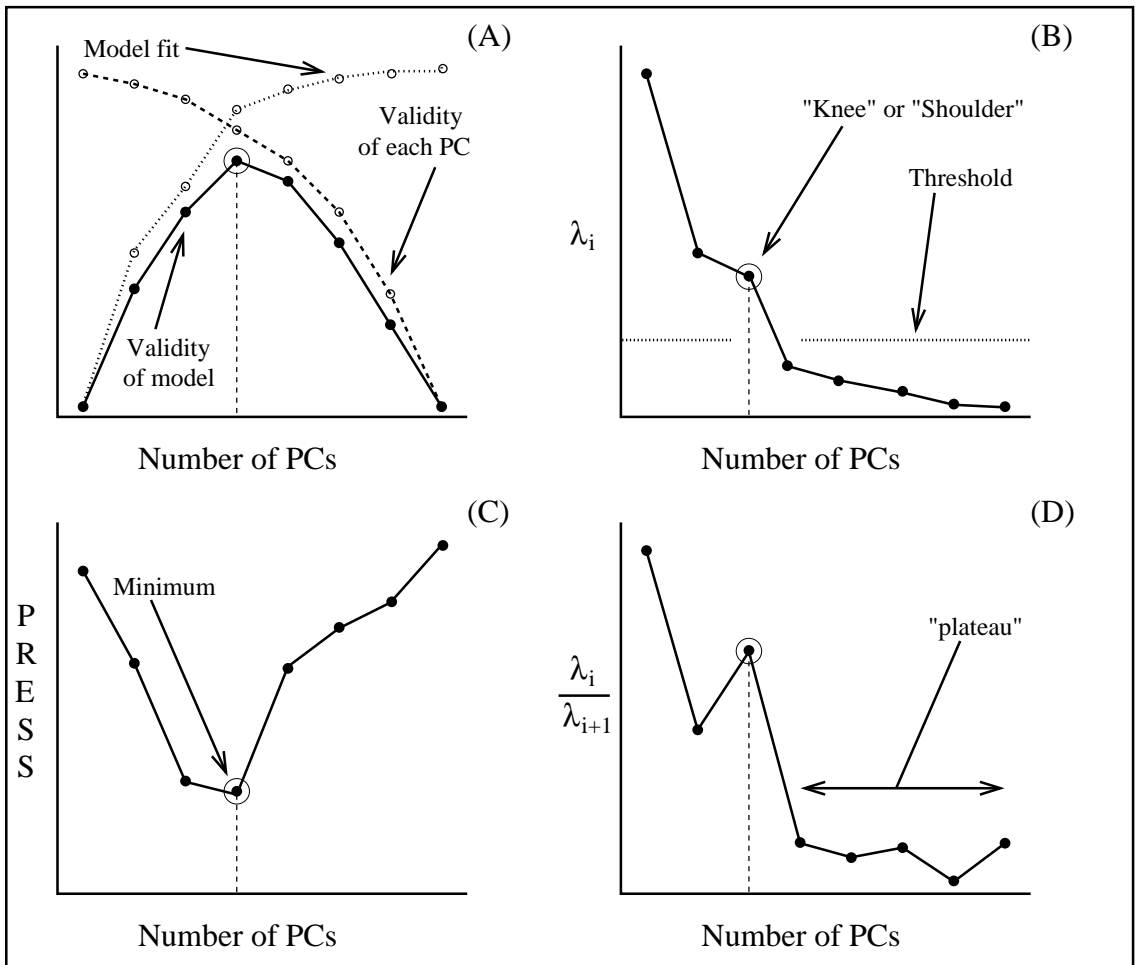 (A)
Model fit
Validity
of each PC
Validity
of model
Number of PCs
(B)
"Knee" or "Shoulder"
Threshold
λi
Number of PCs
(C)
Minimum
P
R
E
S
S
Number of PCs
(D)
"plateau"
λi
λi+1
Number of PCs